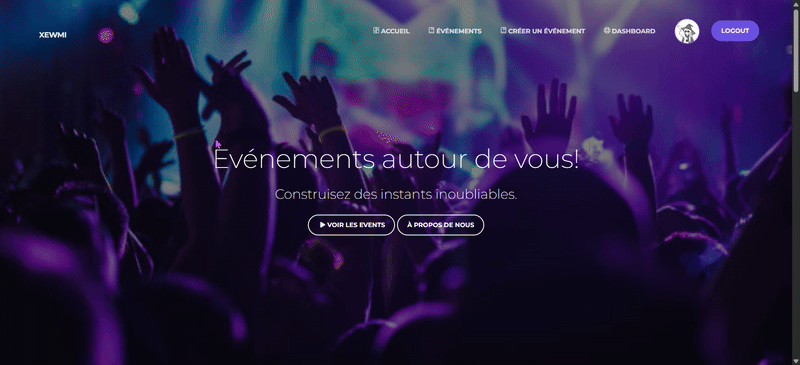 XEWMI
ACCUEIL
ÉVÉNEMENTS
CRÉER UN ÉVÉNEMENT
DASHBOARD
LOGOUT
Événements autour de vous!
Construisez des instants inoubliables.
VOIR LES EVENTS
À PROPOS DE NOUS